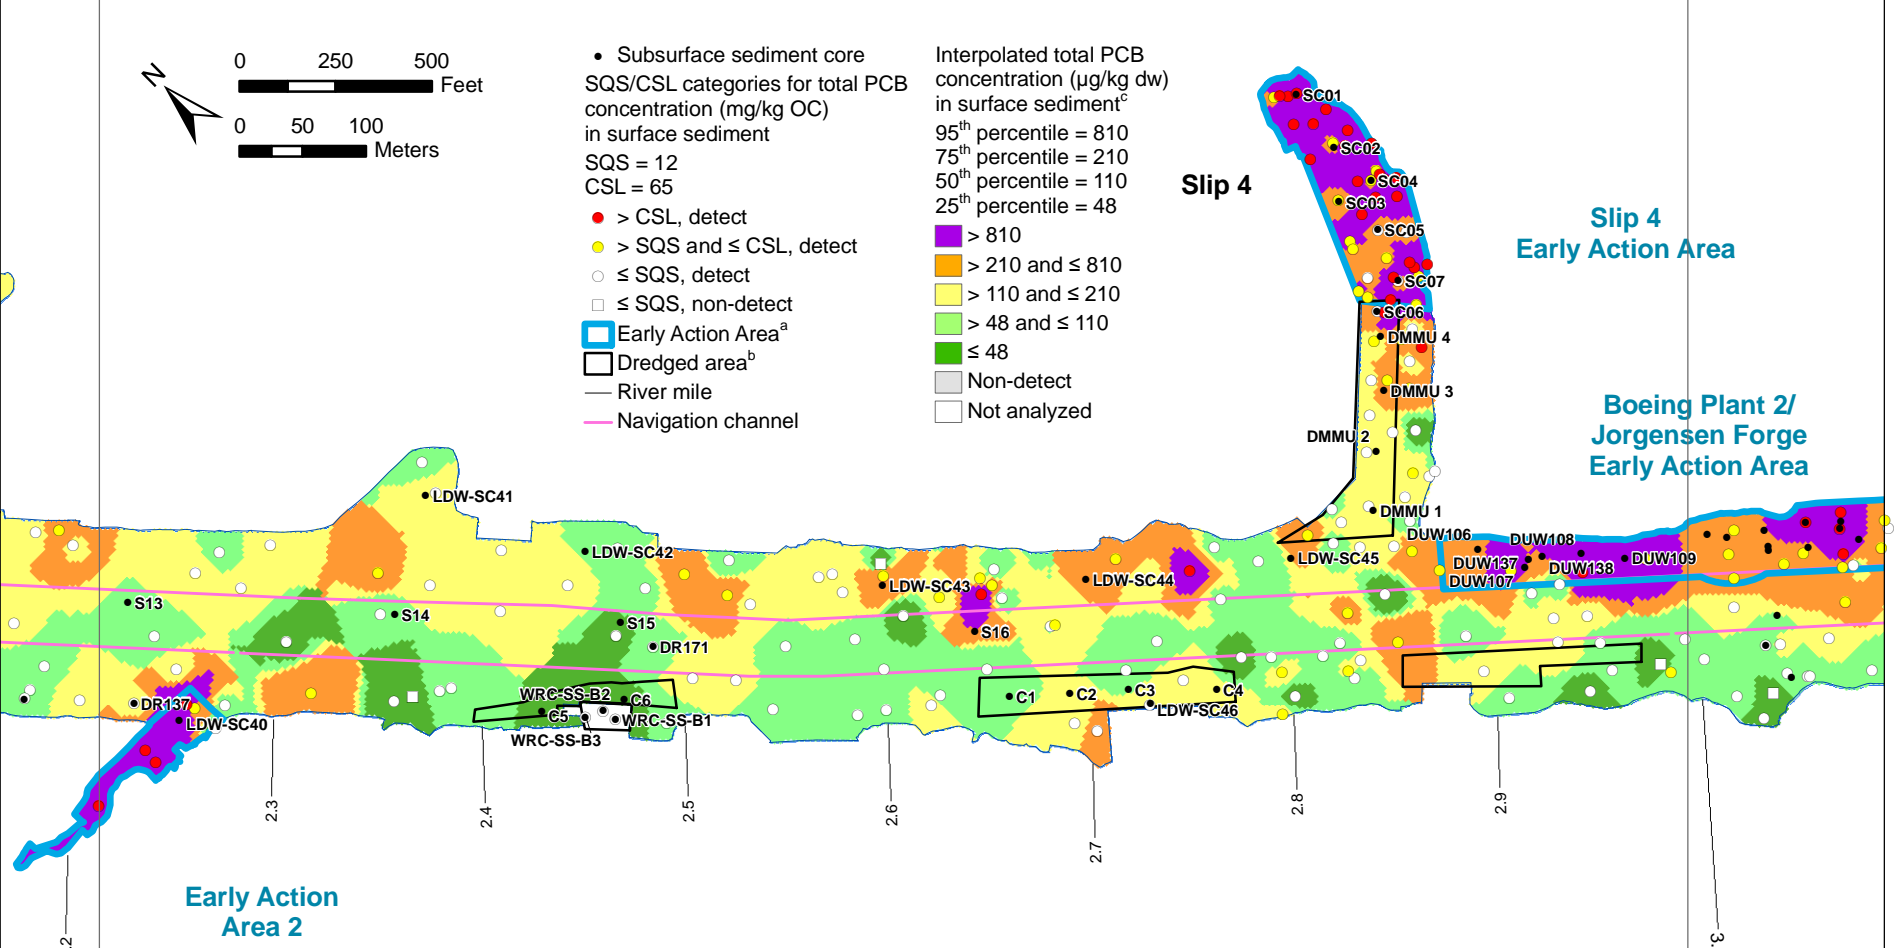 N
0 250 500
Feet
0 50 100
Meters
Subsurface sediment core
SQS/CSL categories for total PCB
concentration (mg/kg OC)
in surface sediment
SQS = 12
CSL = 65
> CSL, detect
> SQS and ≤ CSL, detect
≤ SQS, detect
≤ SQS, non-detect
Early Action Areaa
Dredged areab
River mile
Navigation channel
Interpolated total PCB
concentration (µg/kg dw)
in surface sedimentc
95th percentile = 810
75th percentile = 210
50th percentile = 110
25th percentile = 48
> 810
> 210 and ≤ 810
> 110 and ≤ 210
> 48 and ≤ 110
≤ 48
Non-detect
Not analyzed
Slip 4
SC01
SC02
SC04
SC03
SC05
SC07
SC06
DMMU 4
DMMU 3
DMMU 2
DMMU 1
Slip 4
Early Action Area
Boeing Plant 2/
Jorgensen Forge
Early Action Area
LDW-SC41
LDW-SC42
LDW-SC43
LDW-SC44
LDW-SC45
DUW106
DUW108
DUW137
DUW138
DUW109
DUW107
S13
S14
S15
S16
DR171
DR137
LDW-SC40
WRC-SS-B2
C6
C5
WRC-SS-B1
WRC-SS-B3
C1
C2
C3
C4
LDW-SC46
2.3
2.4
2.5
2.6
2.7
2.8
2.9
Early Action
Area 2
.2
3.